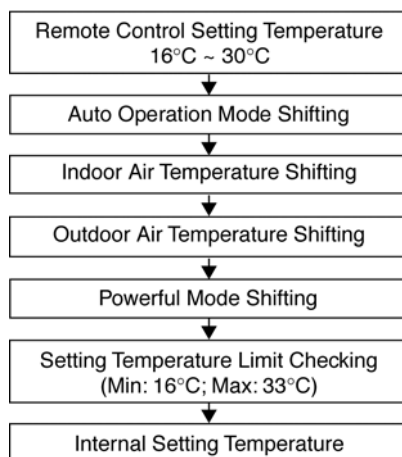 Remote Control Setting Temperature
16°C ~ 30°C
Auto Operation Mode Shifting
Indoor Air Temperature Shifting
Outdoor Air Temperature Shifting
Powerful Mode Shifting
Setting Temperature Limit Checking
(Min: 16°C; Max: 33°C)
Internal Setting Temperature